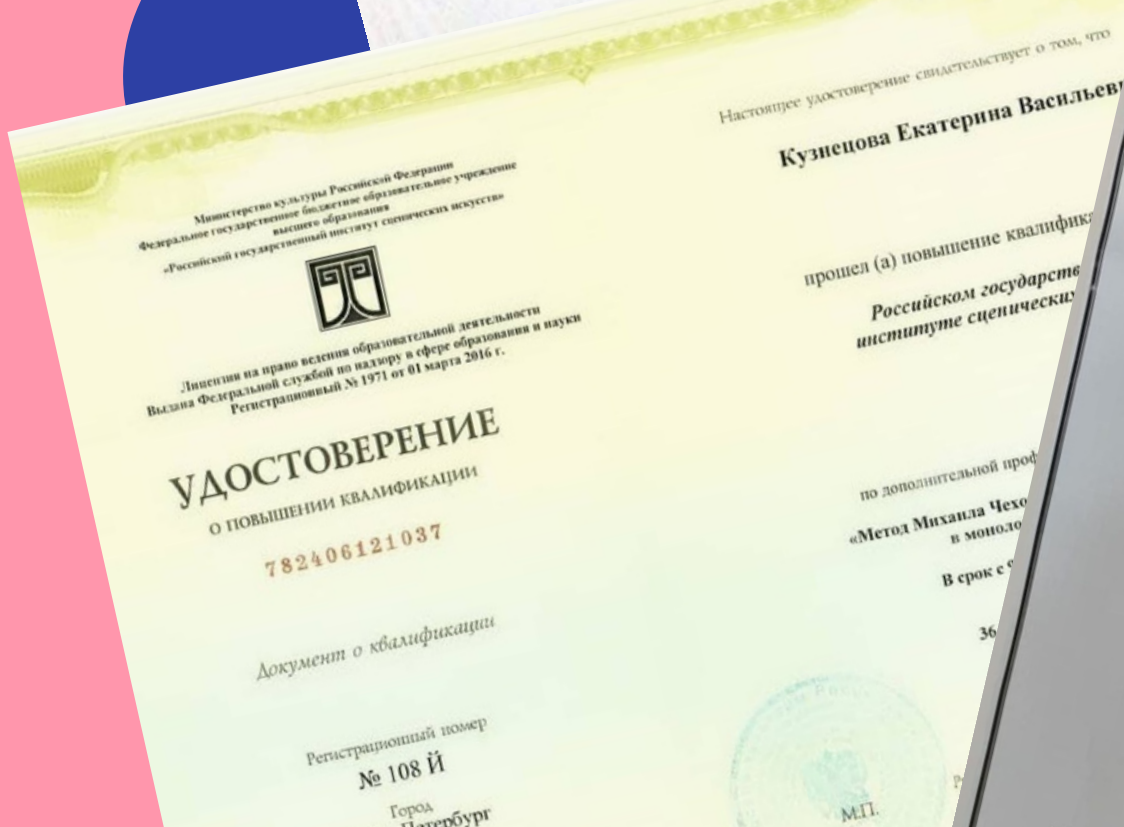 Министерство культуры Российской Федерации
Федеральное государственное бюджетное образовательное учреждение
высшего образования
«Российский государственный институт сценических искусств»
Лицензия на право ведения образовательной деятельности
Выдана Федеральной службой по надзору в сфере образования и науки
Регистрационный № 1971 от 01 марта 2016 г.
УДОСТОВЕРЕНИЕ
О ПОВЫШЕНИИ КВАЛИФИКАЦИИ
782406121037
Документ о квалификации
Регистрационный номер
№ 108 Й
Город
Петербург
Настоящее удостоверение свидетельствует о том, что
Кузнецова Екатерина Васильев
прошел (а) повышение квалифика
Российском государств
институте сценических
по дополнительной проф
«Метод Михаила Чехо
в моноло
В срок с
36
М.П.